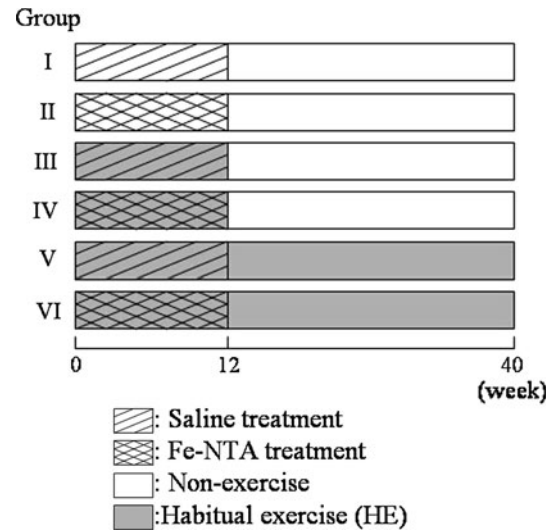 Group
I
II
III
IV
V
VI
0 12 40
(week)
: Saline treatment
: Fe-NTA treatment
: Non-exercise
:Habitual exercise (HE)